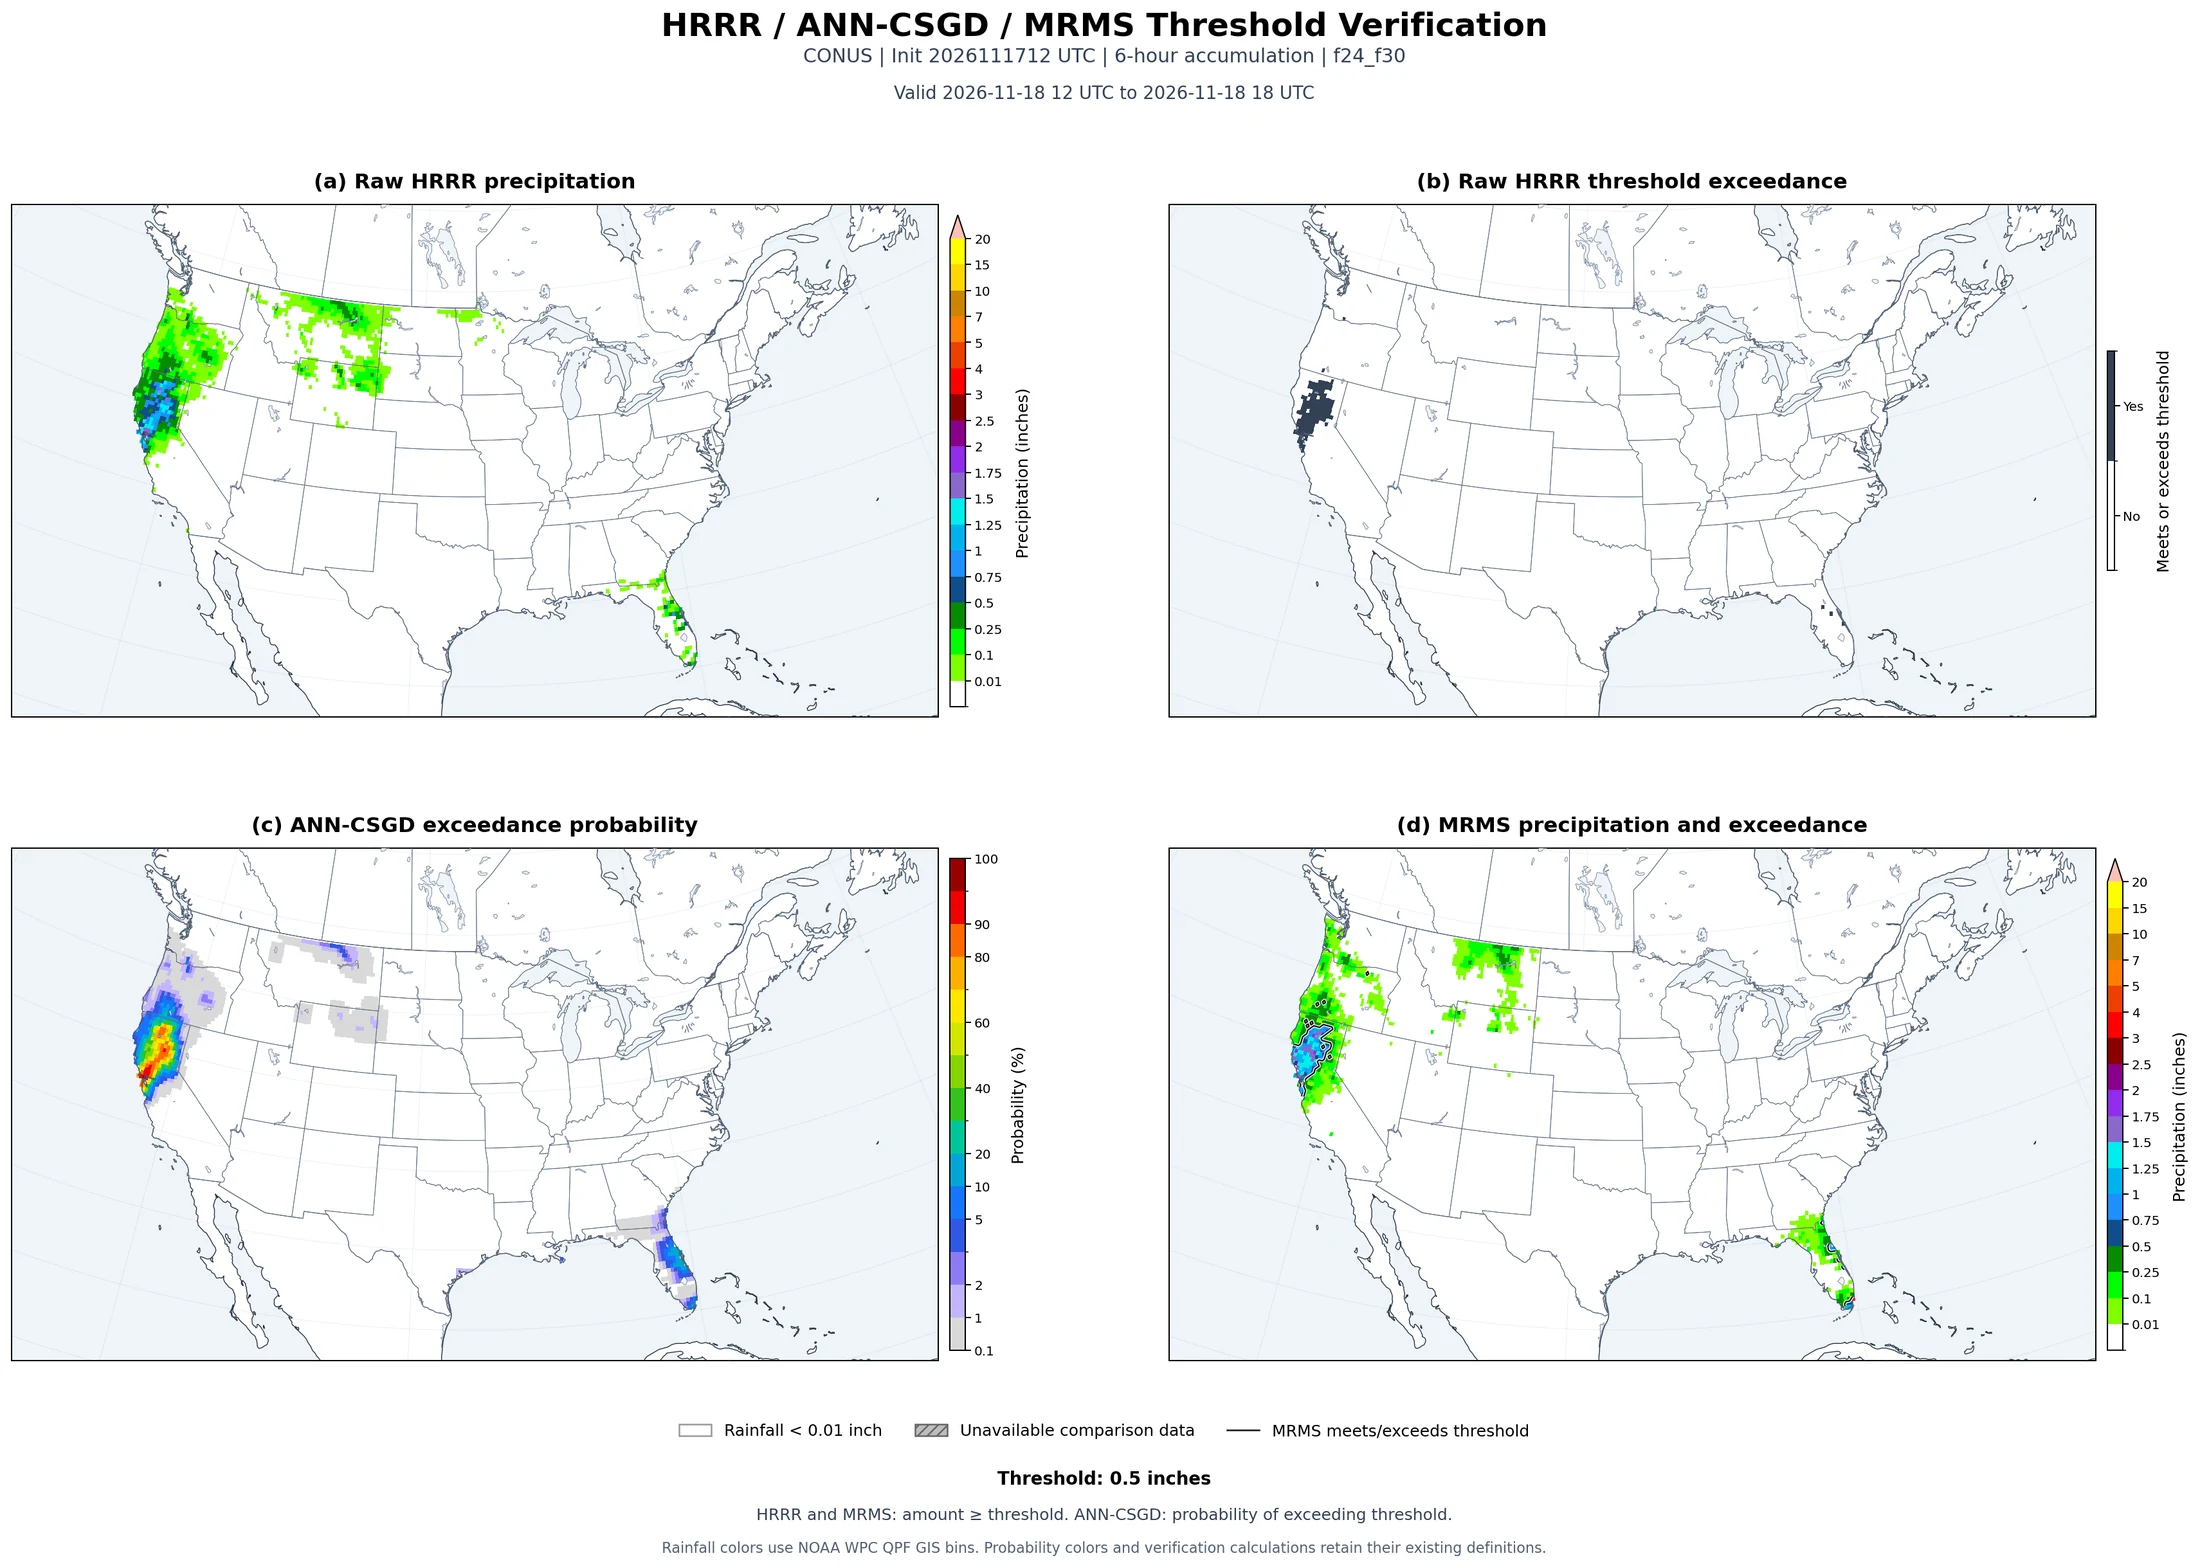 HRRR / ANN-CSGD / MRMS Threshold Verification
CONUS | Init 2026111712 UTC | 6-hour accumulation | f24_f30
Valid 2026-11-18 12 UTC to 2026-11-18 18 UTC
(a) Raw HRRR precipitation
20
15
10
7
5
4
3
2.5
2
1.75
1.5
1.25
1
0.75
0.5
0.25
0.1
0.01
Precipitation (inches)
(b) Raw HRRR threshold exceedance
Yes
No
Meets or exceeds threshold
(c) ANN-CSGD exceedance probability
100
90
80
60
40
20
10
5
2
1
0.1
Probability (%)
(d) MRMS precipitation and exceedance
20
15
10
7
5
4
3
2.5
2
1.75
1.5
1.25
1
0.75
0.5
0.25
0.1
0.01
Precipitation (inches)
Rainfall < 0.01 inch
Unavailable comparison data
MRMS meets/exceeds threshold
Threshold: 0.5 inches
HRRR and MRMS: amount ≥ threshold. ANN-CSGD: probability of exceeding threshold.
Rainfall colors use NOAA WPC QPF GIS bins. Probability colors and verification calculations retain their existing definitions.